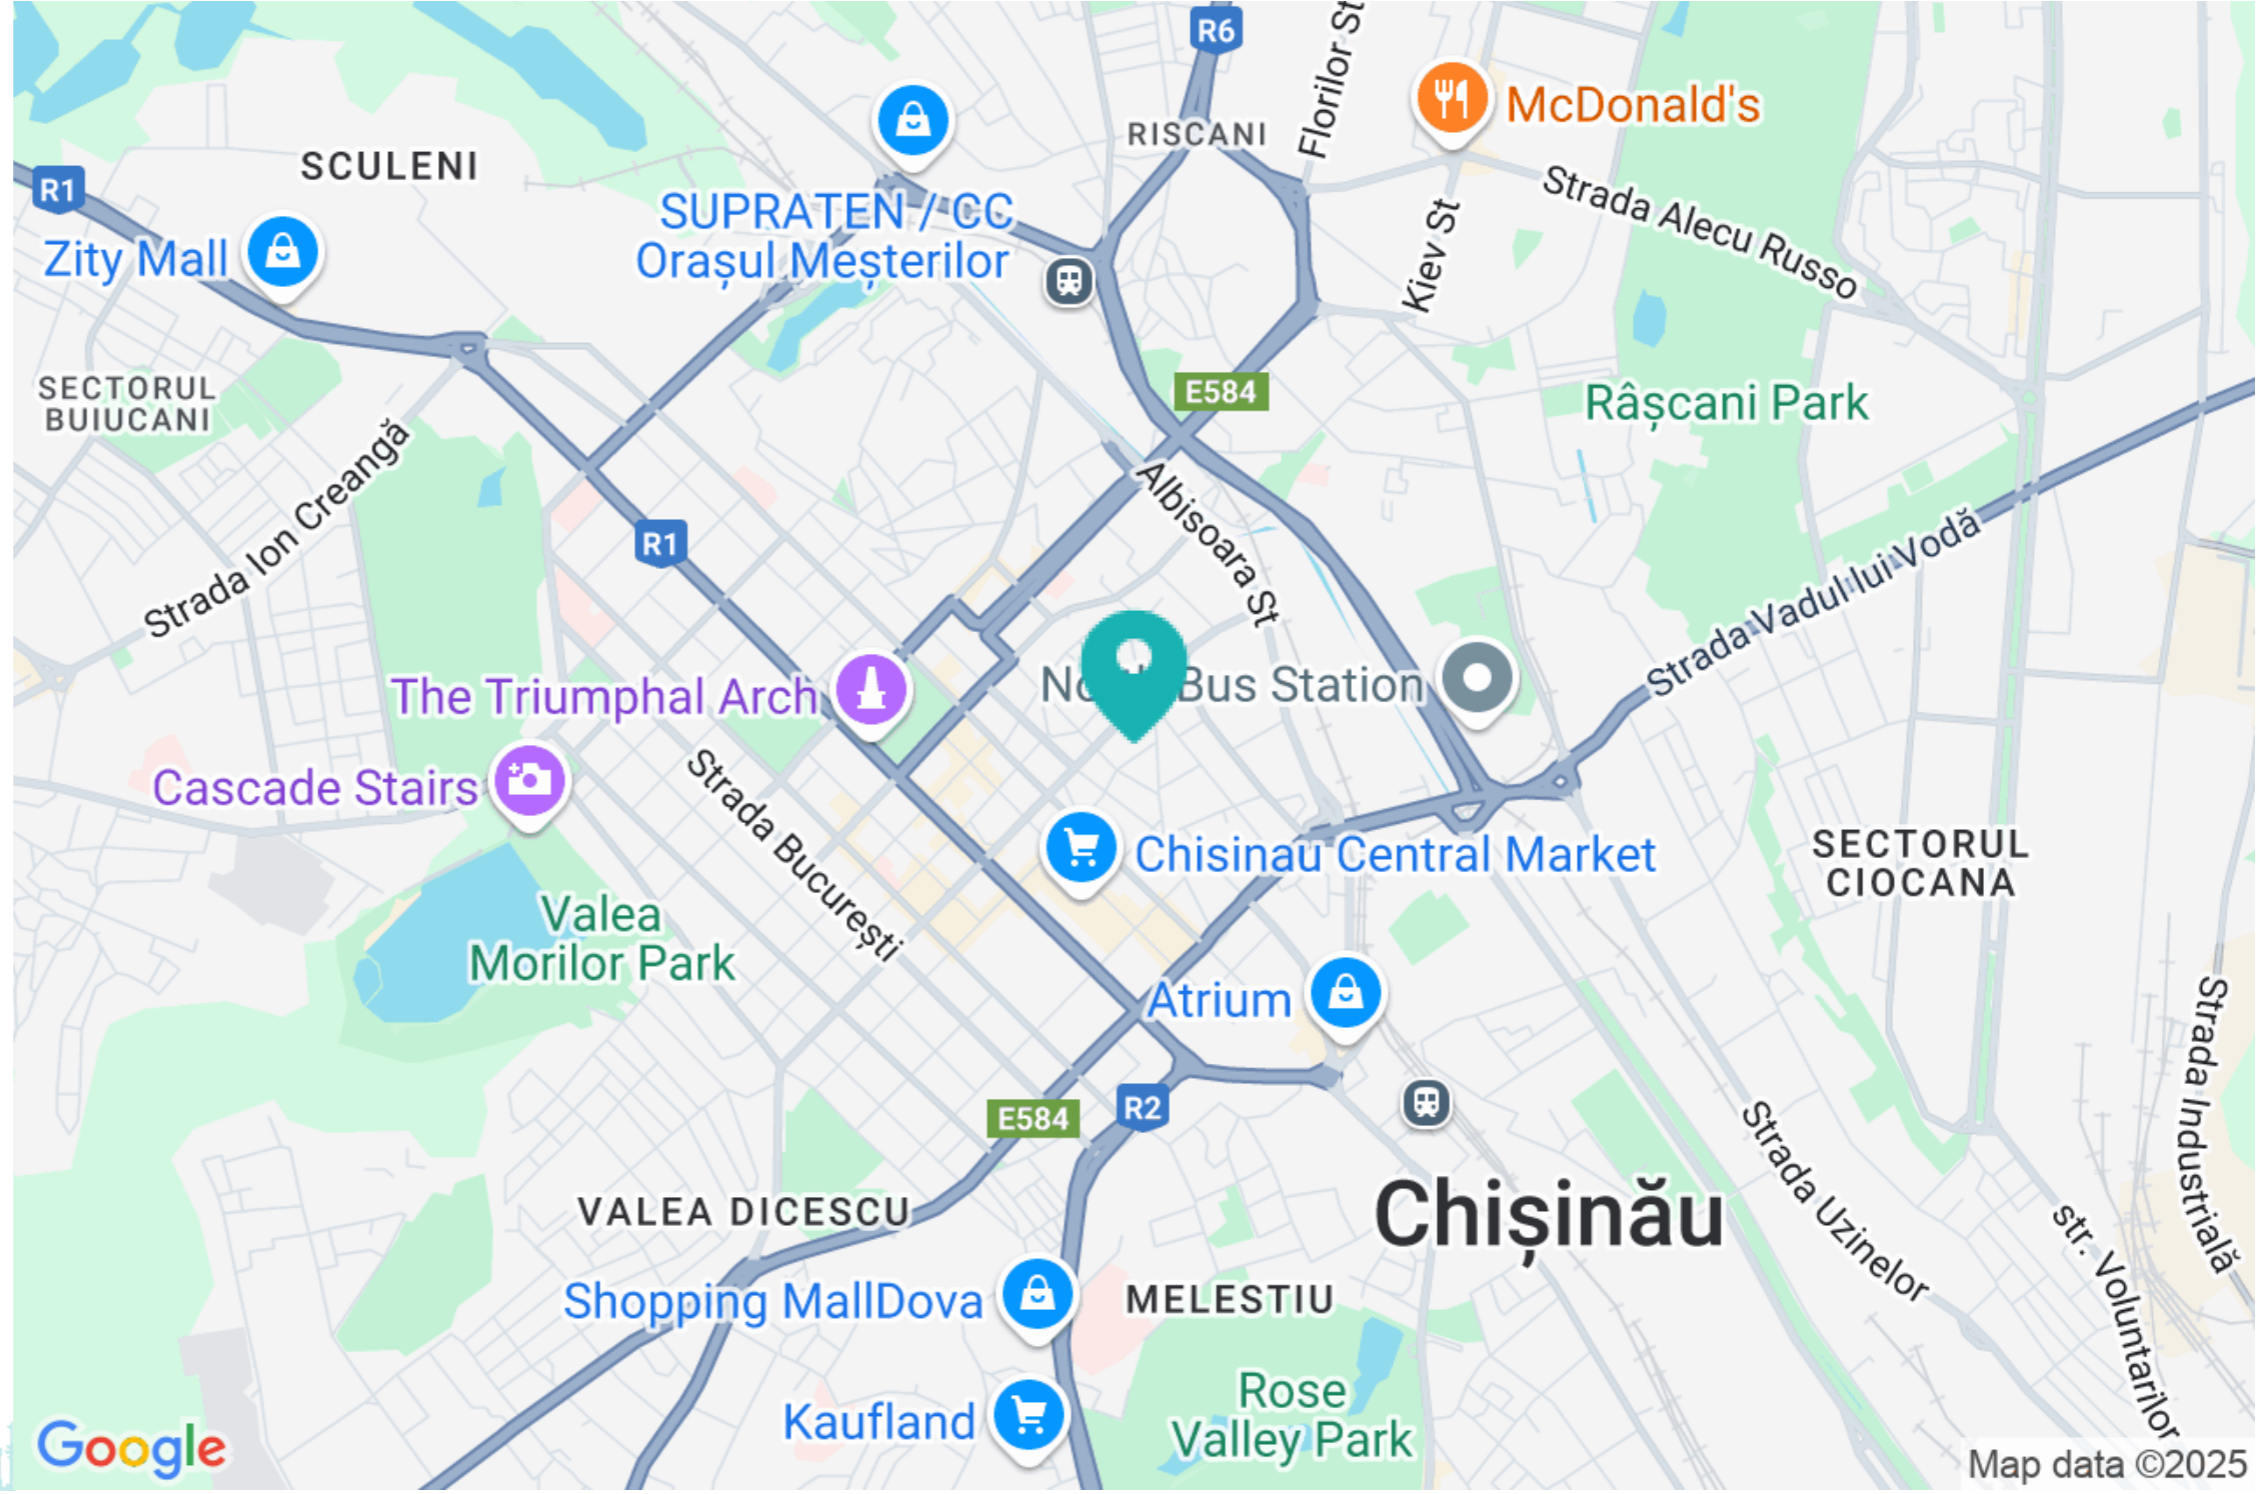 R6
Florilor St
McDonald's
RISCANI
SCULENI
R1
Strada Alecu Russo
SUPRATEN / CC
Orașul Meșterilor
Zity Mall
Kiev St
SECTORUL
BUIUCANI
E584
Râșcani Park
Strada Ion Creangă
Albisoara St
R1
Strada Vadul lui Vodă
The Triumphal Arch
Bus Station
Cascade Stairs
Strada București
Chisinau Central Market
SECTORUL
CIOCANA
Valea
Morilor Park
Atrium
Strada Industrială
E584
R2
Strada Uzinelor
VALEA DICESCU
Chișinău
str. Voluntarilor
Shopping MallDova
MELESTIU
Rose
Valley Park
Kaufland
Google
Map data ©2025